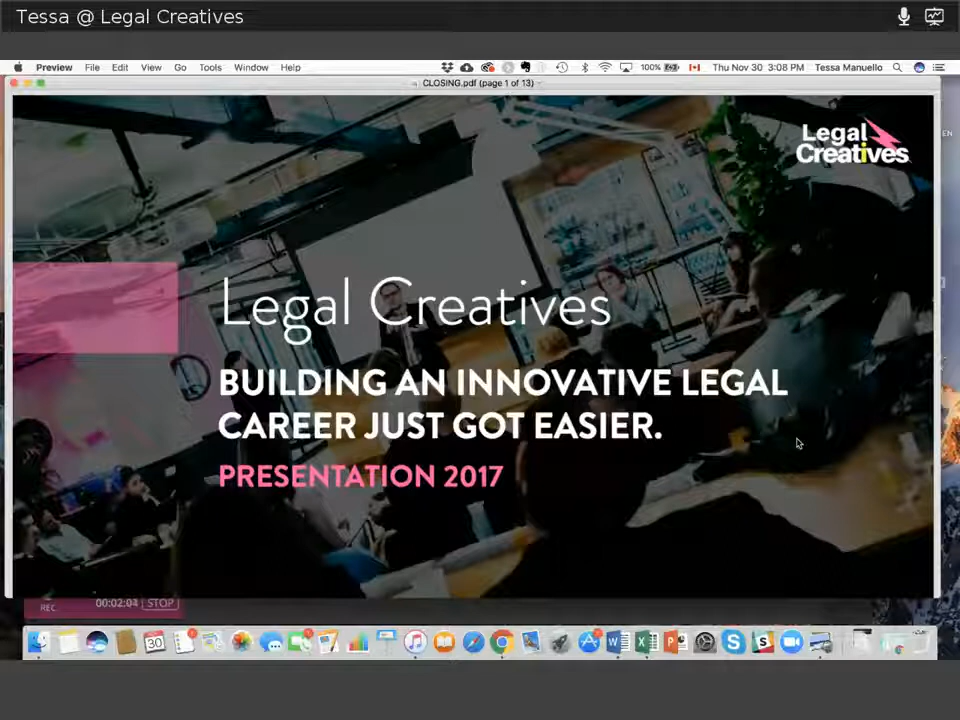 Tessa @ Legal Creatives
Preview File Edit View Go Tools Window Help 100% Thu Nov 30 3:08 PM Tessa Manuello
CLOSING.pdf (page 1 of 13)
EN
Legal
Creatives
Legal Creatives
BUILDING AN INNOVATIVE LEGAL
CAREER JUST GOT EASIER.
PRESENTATION 2017
REC 00:02:04 STOP
30